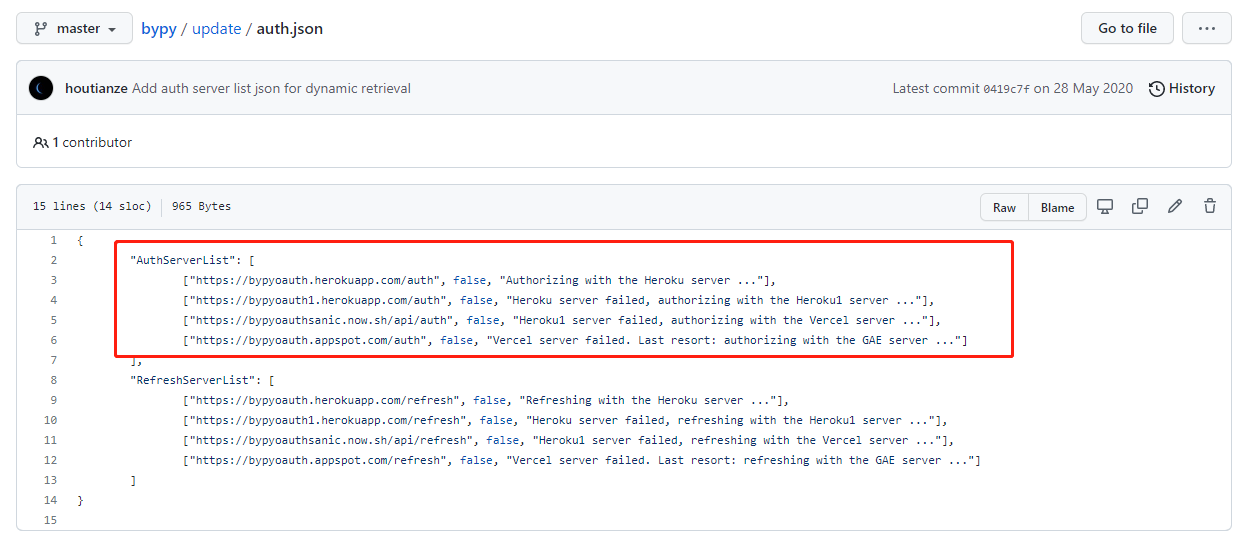 master
bypy / update / auth.json
Go to file
...
houtianze Add auth server list json for dynamic retrieval
Latest commit 0419c7f on 28 May 2020
History
1 contributor
15 lines (14 sloc) 965 Bytes
Raw
Blame
1 {
2 "AuthServerList": [
3 ["https://bypyoauth.herokuapp.com/auth", false, "Authorizing with the Heroku server ..."],
4 ["https://bypyoauth1.herokuapp.com/auth", false, "Heroku server failed, authorizing with the Heroku1 server ..."],
5 ["https://bypyoauthsanic.now.sh/api/auth", false, "Heroku1 server failed, authorizing with the Vercel server ..."],
6 ["https://bypyoauth.appspot.com/auth", false, "Vercel server failed. Last resort: authorizing with the GAE server ..."]
7 ],
8 "RefreshServerList": [
9 ["https://bypyoauth.herokuapp.com/refresh", false, "Refreshing with the Heroku server ..."],
10 ["https://bypyoauth1.herokuapp.com/refresh", false, "Heroku server failed, refreshing with the Heroku1 server ..."],
11 ["https://bypyoauthsanic.now.sh/api/refresh", false, "Heroku1 server failed, refreshing with the Vercel server ..."],
12 ["https://bypyoauth.appspot.com/refresh", false, "Vercel server failed. Last resort: refreshing with the GAE server ..."]
13 ]
14 }
15